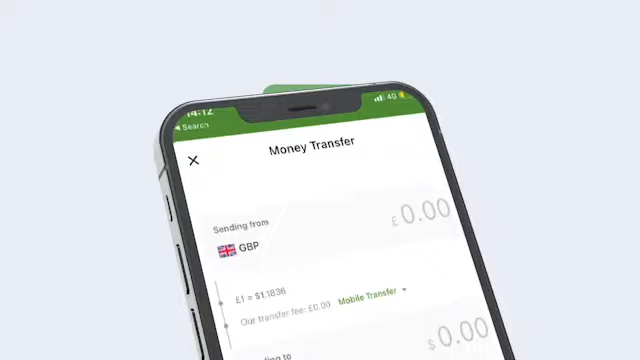 14:12
4G
Search
Money Transfer
Sending from
£ 0.00
GBP
£1 = $1.1836
Our transfer fee: £0.00 Mobile Transfer
$ 0.00
to